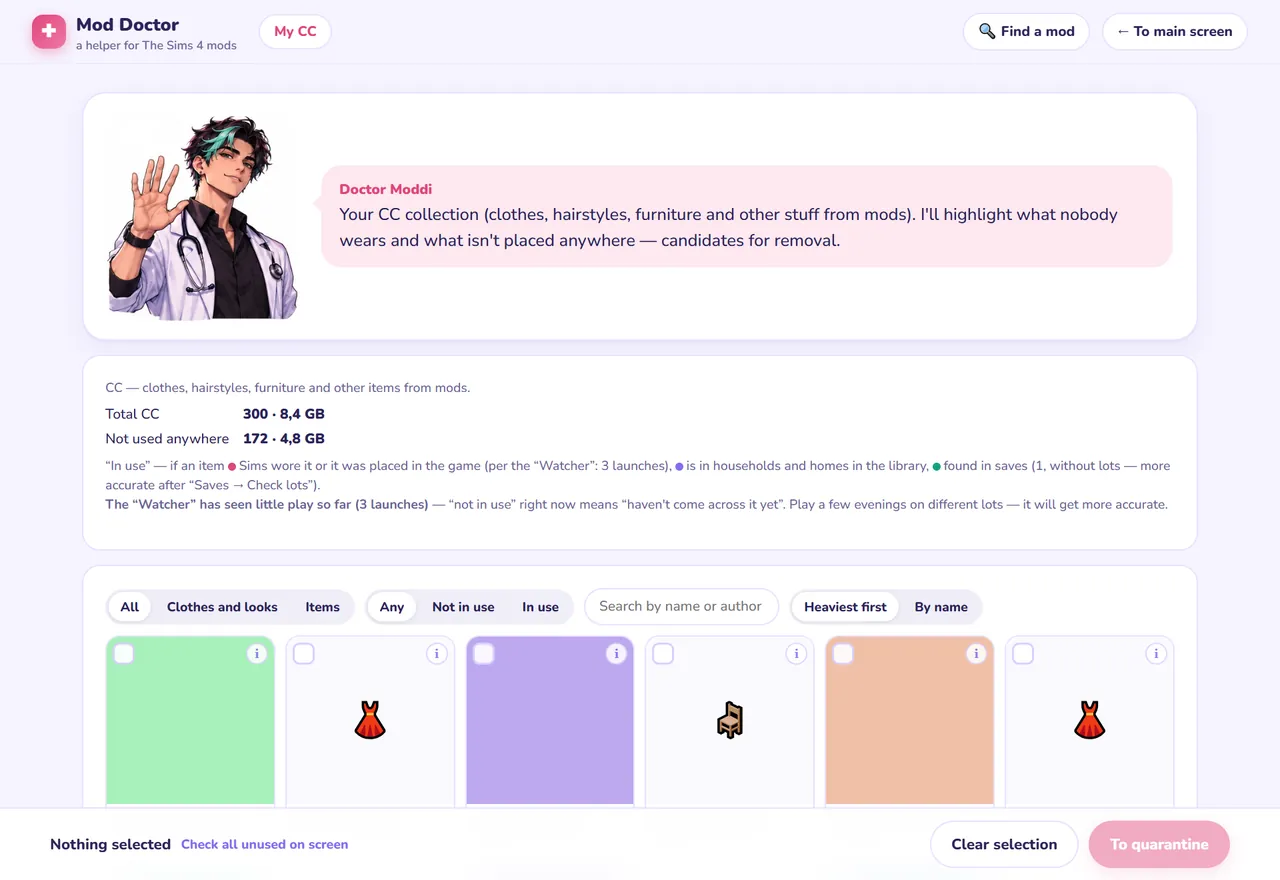 Mod Doctor
a helper for The Sims 4 mods
My CC
Find a mod
← To main screen
Doctor Moddi
Your CC collection (clothes, hairstyles, furniture and other stuff from mods). I'll highlight what nobody
wears and what isn't placed anywhere — candidates for removal.
CC — clothes, hairstyles, furniture and other items from mods.
Total CC 300 · 8,4 GB
Not used anywhere 172 · 4,8 GB
“In use” — if an item Sims wore it or it was placed in the game (per the “Watcher”: 3 launches), is in households and homes in the library, found in saves (1, without lots — more
accurate after “Saves → Check lots”).
The “Watcher” has seen little play so far (3 launches) — “not in use” right now means “haven't come across it yet”. Play a few evenings on different lots — it will get more accurate.
All Clothes and looks Items Any Not in use In use Search by name or author Heaviest first By name
i i i i i i
Nothing selected Check all unused on screen Clear selection To quarantine